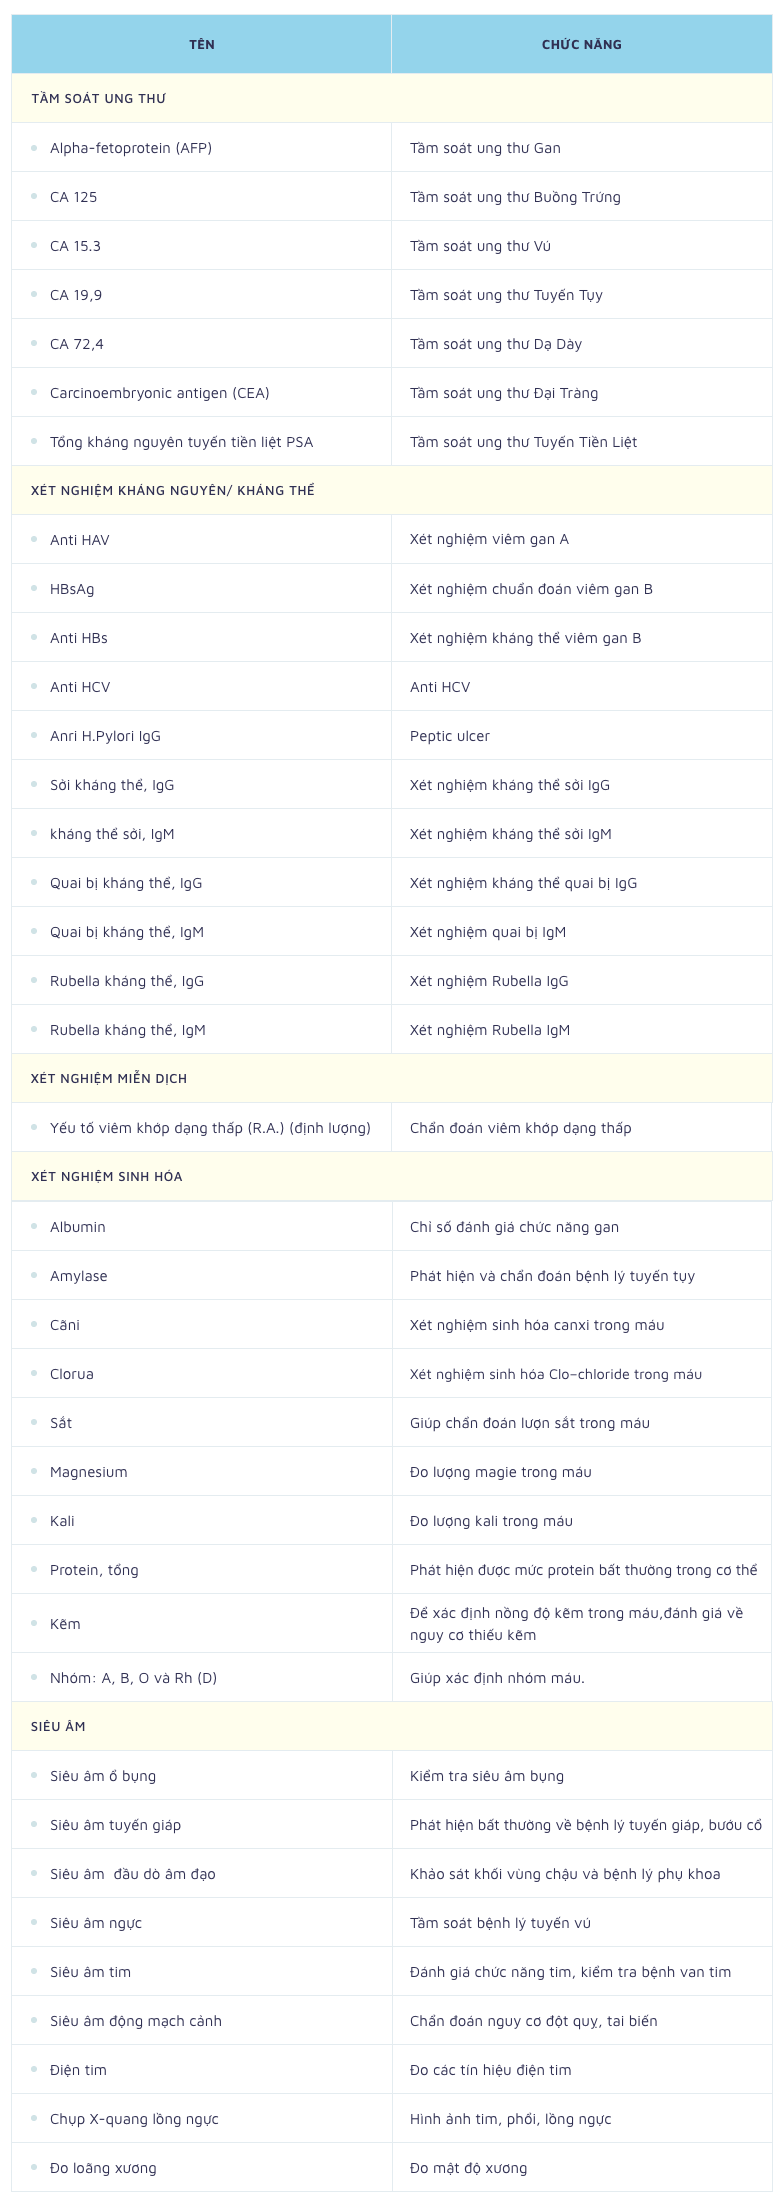 TÊN CHỨC NĂNG
TẦM SOÁT UNG THƯ
Alpha-fetoprotein (AFP) Tầm soát ung thư Gan
CA 125 Tầm soát ung thư Buồng Trứng
CA 15.3 Tầm soát ung thư Vú
CA 19,9 Tầm soát ung thư Tuyến Tụy
CA 72,4 Tầm soát ung thư Dạ Dày
Carcinoembryonic antigen (CEA) Tầm soát ung thư Đại Tràng
Tổng kháng nguyên tuyến tiền liệt PSA Tầm soát ung thư Tuyến Tiền Liệt
XÉT NGHIỆM KHÁNG NGUYÊN/ KHÁNG THỂ
Anti HAV Xét nghiệm viêm gan A
HBsAg Xét nghiệm chuẩn đoán viêm gan B
Anti HBs Xét nghiệm kháng thể viêm gan B
Anti HCV Anti HCV
Anri H.Pylori IgG Peptic ulcer
Sởi kháng thể, IgG Xét nghiệm kháng thể sởi IgG
kháng thể sởi, IgM Xét nghiệm kháng thể sởi IgM
Quai bị kháng thể, IgG Xét nghiệm kháng thể quai bị IgG
Quai bị kháng thể, IgM Xét nghiệm quai bị IgM
Rubella kháng thể, IgG Xét nghiệm Rubella IgG
Rubella kháng thể, IgM Xét nghiệm Rubella IgM
XÉT NGHIỆM MIỄN DỊCH
Yếu tố viêm khớp dạng thấp (R.A.) (định lượng) Chẩn đoán viêm khớp dạng thấp
XÉT NGHIỆM SINH HÓA
Albumin Chỉ số đánh giá chức năng gan
Amylase Phát hiện và chẩn đoán bệnh lý tuyến tụy
Cãni Xét nghiệm sinh hóa canxi trong máu
Clorua Xét nghiệm sinh hóa Clo–chloride trong máu
Sắt Giúp chẩn đoán lượn sắt trong máu
Magnesium Đo lượng magie trong máu
Kali Đo lượng kali trong máu
Protein, tổng Phát hiện được mức protein bất thường trong cơ thể
Kẽm Để xác định nồng độ kẽm trong máu,đánh giá về
nguy cơ thiếu kẽm
Nhóm: A, B, O và Rh (D) Giúp xác định nhóm máu.
SIÊU ÂM
Siêu âm ổ bụng Kiểm tra siêu âm bụng
Siêu âm tuyến giáp Phát hiện bất thường về bệnh lý tuyến giáp, bướu cổ
Siêu âm đầu dò âm đạo Khảo sát khối vùng chậu và bệnh lý phụ khoa
Siêu âm ngực Tầm soát bệnh lý tuyến vú
Siêu âm tim Đánh giá chức năng tim, kiểm tra bệnh van tim
Siêu âm động mạch cảnh Chẩn đoán nguy cơ đột quỵ, tai biến
Điện tim Đo các tín hiệu điện tim
Chụp X-quang lồng ngực Hình ảnh tim, phổi, lồng ngực
Đo loãng xương Đo mật độ xương